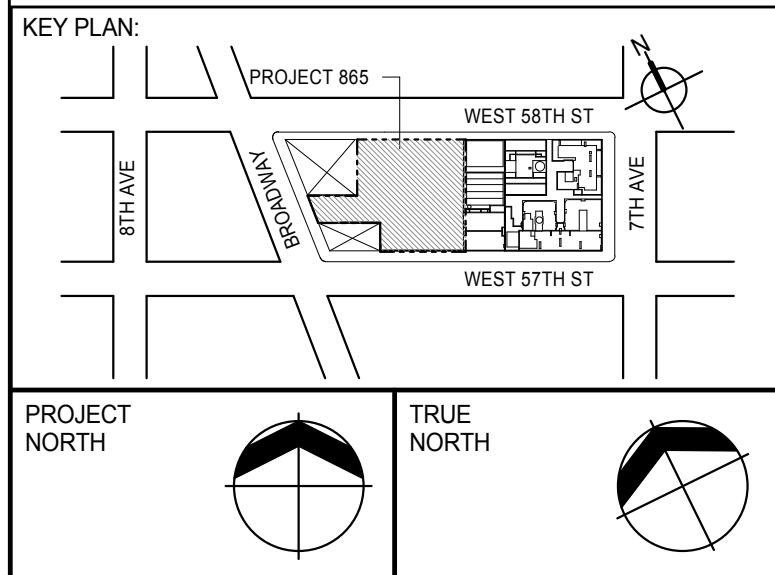 KEY PLAN:
PROJECT 865
N
WEST 58TH ST
8TH AVE
BROADWAY
7TH AVE
WEST 57TH ST
PROJECT
NORTH
TRUE
NORTH